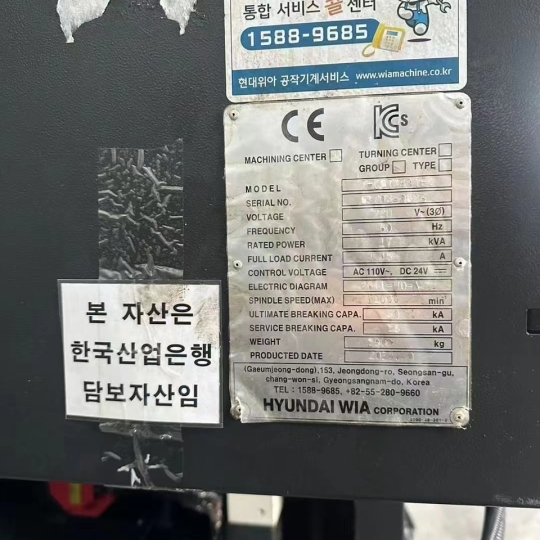 통합 서비스 콜 센터
1588-9685
현대위아 공작기계서비스 www.wiamachine.co.kr
CE
KCs
MACHINING CENTER
TURNING CENTER
GROUP TYPE
MODEL
SERIAL NO.
VOLTAGE V~(3Ø)
FREQUENCY Hz
RATED POWER kVA
FULL LOAD CURRENT A
CONTROL VOLTAGE AC 110V~. DC 24V
ELECTRIC DIAGRAM
SPINDLE SPEED(MAX) min
ULTIMATE BREAKING CAPA. kA
SERVICE BREAKING CAPA. kA
WEIGHT kg
PRODUCTED DATE
(Gaeumjeong-dong),153, Jeongdong-ro, Seongsan-gu,
chang-won-si, Gyeongsangnam-do, Korea
TEL : 1588-9685, +82-55-280-9660
HYUNDAI WIA CORPORATION
본 자산은
한국산업은행
담보자산임